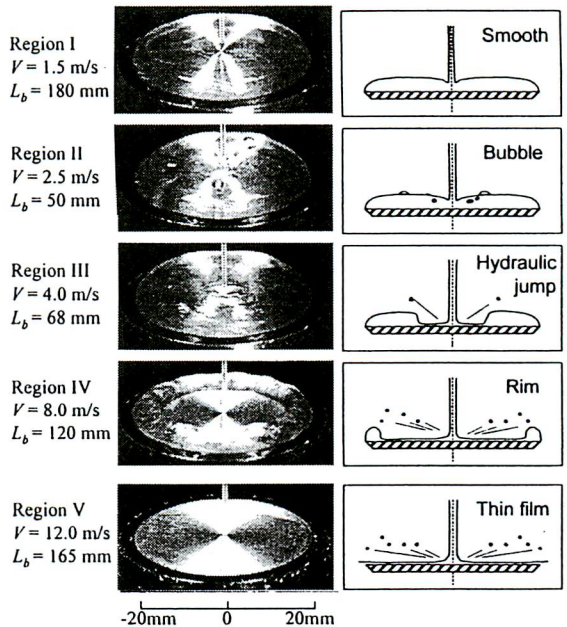 Region I
V = 1.5 m/s
L_b = 180 mm
Smooth
Region II
V = 2.5 m/s
L_b = 50 mm
Bubble
Region III
V = 4.0 m/s
L_b = 68 mm
Hydraulic
jump
Region IV
V = 8.0 m/s
L_b = 120 mm
Rim
Region V
V = 12.0 m/s
L_b = 165 mm
Thin film
-20mm 0 20mm